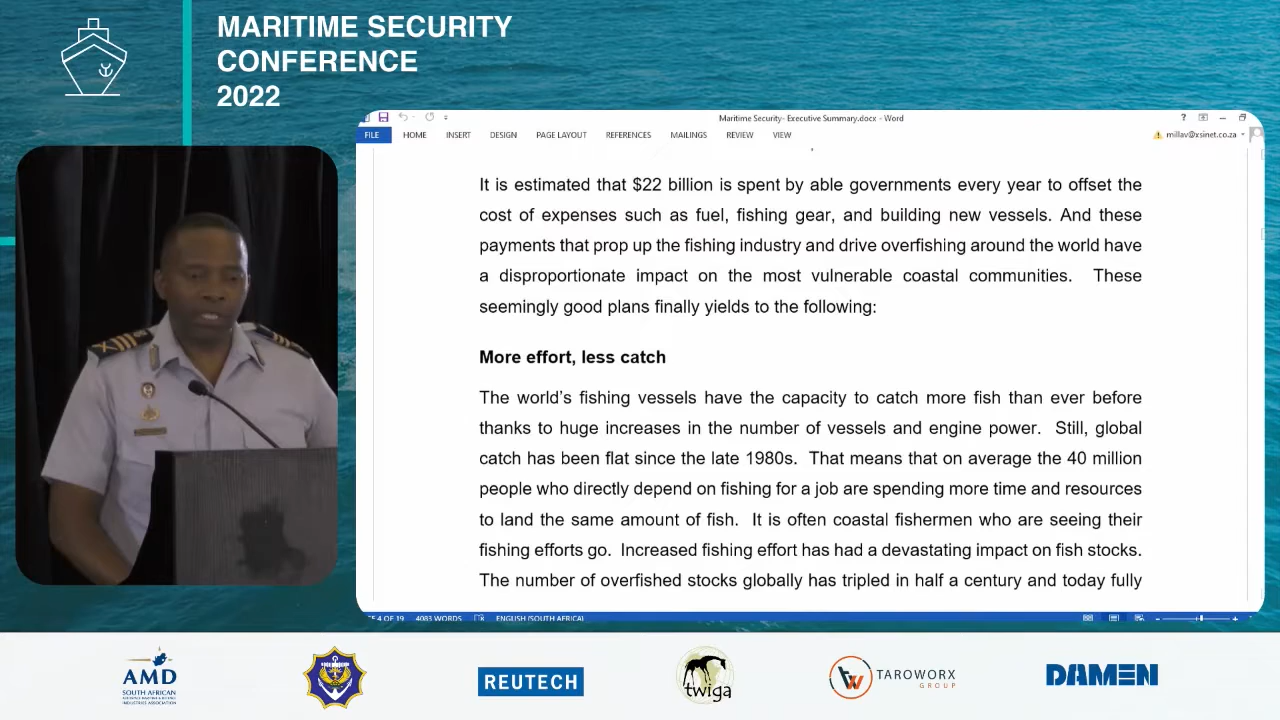 MARITIME SECURITY
CONFERENCE
2022
Maritime Security- Executive Summary.docx - Word
FILE HOME INSERT DESIGN PAGE LAYOUT REFERENCES MAILINGS REVIEW VIEW
millav@xsinet.co.za
It is estimated that $22 billion is spent by able governments every year to offset the
cost of expenses such as fuel, fishing gear, and building new vessels. And these
payments that prop up the fishing industry and drive overfishing around the world have
a disproportionate impact on the most vulnerable coastal communities. These
seemingly good plans finally yields to the following:
More effort, less catch
The world's fishing vessels have the capacity to catch more fish than ever before
thanks to huge increases in the number of vessels and engine power. Still, global
catch has been flat since the late 1980s. That means that on average the 40 million
people who directly depend on fishing for a job are spending more time and resources
to land the same amount of fish. It is often coastal fishermen who are seeing their
fishing efforts go. Increased fishing effort has had a devastating impact on fish stocks.
The number of overfished stocks globally has tripled in half a century and today fully
4 OF 19 4083 WORDS ENGLISH (SOUTH AFRICA)
AMD
SOUTH AFRICAN
INDUSTRIES ASSOCIATION
REUTECH
twiga
TAROWORX
GROUP
DAMEN